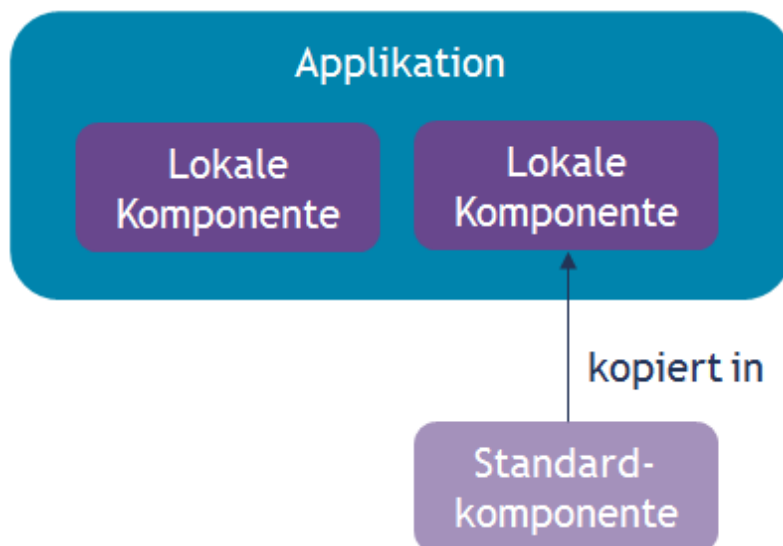 Applikation
Lokale
Komponente
Lokale
Komponente
kopiert in
Standard-
komponente